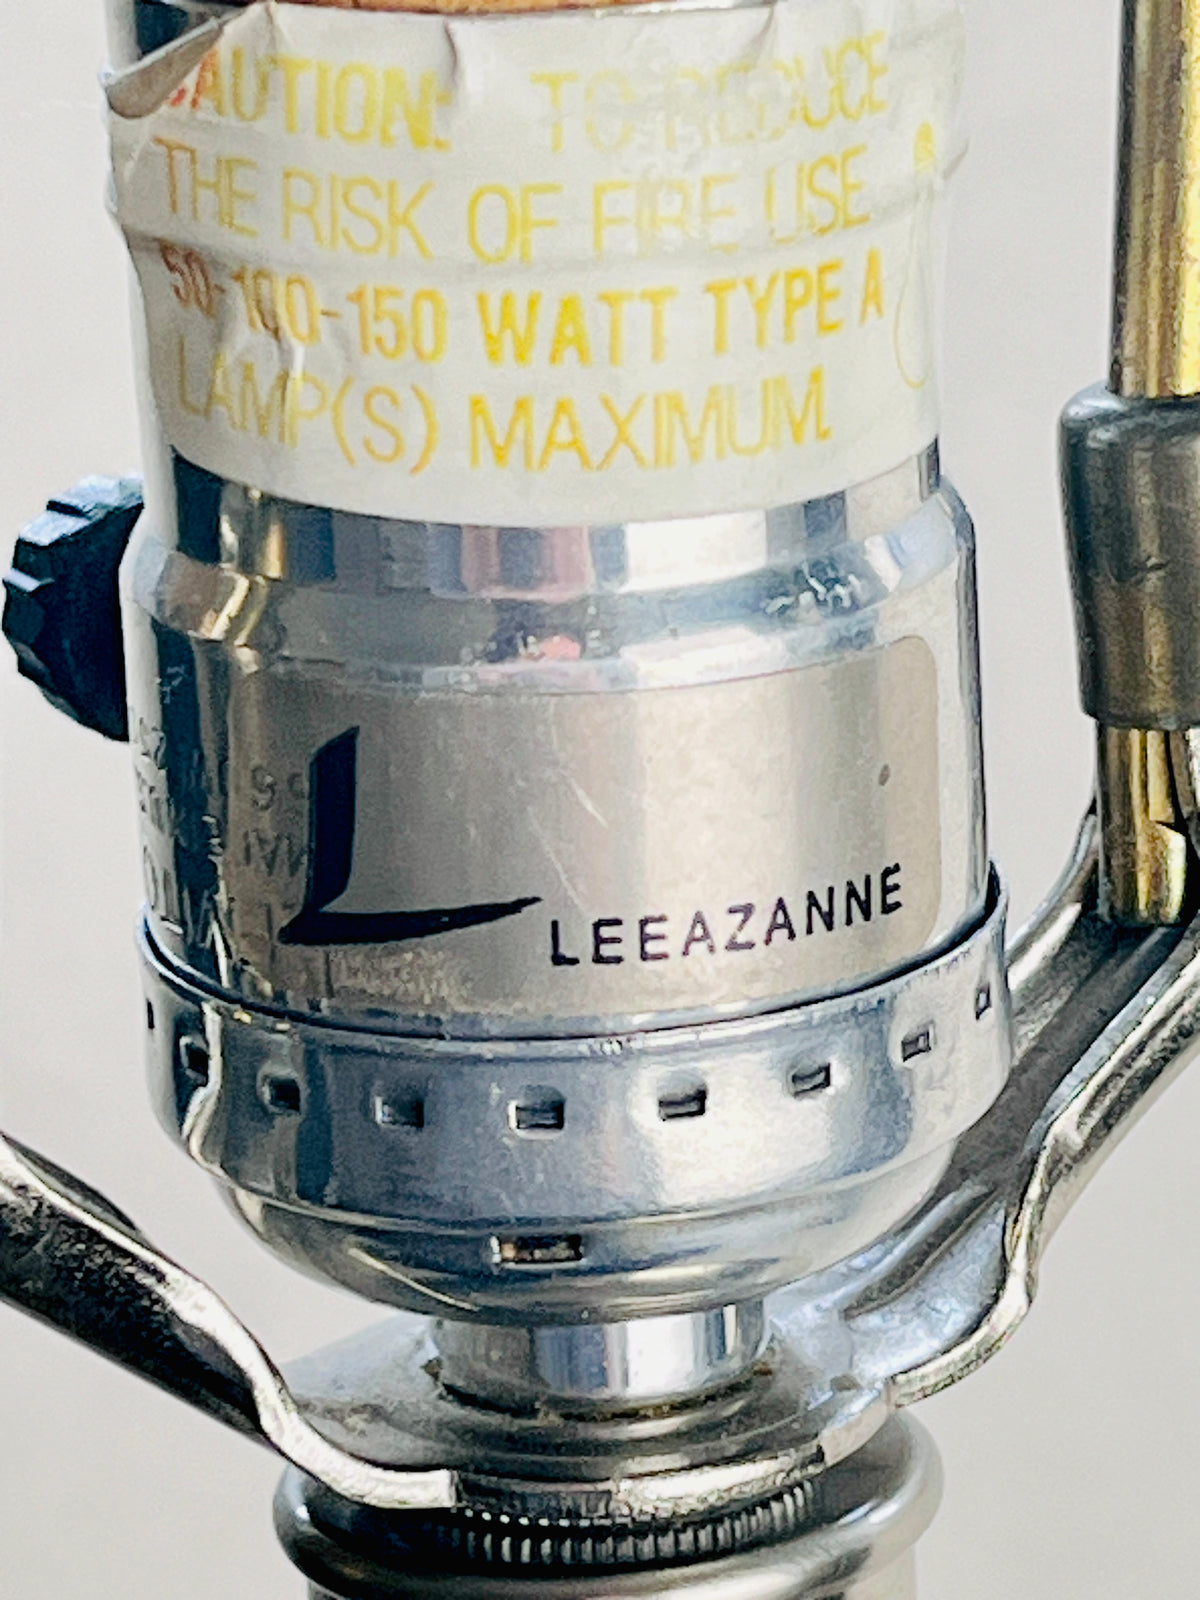 CAUTION: TO REDUCE
THE RISK OF FIRE USE
50-100-150 WATT TYPE A
LAMP(S) MAXIMUM.
LEEAZANNE